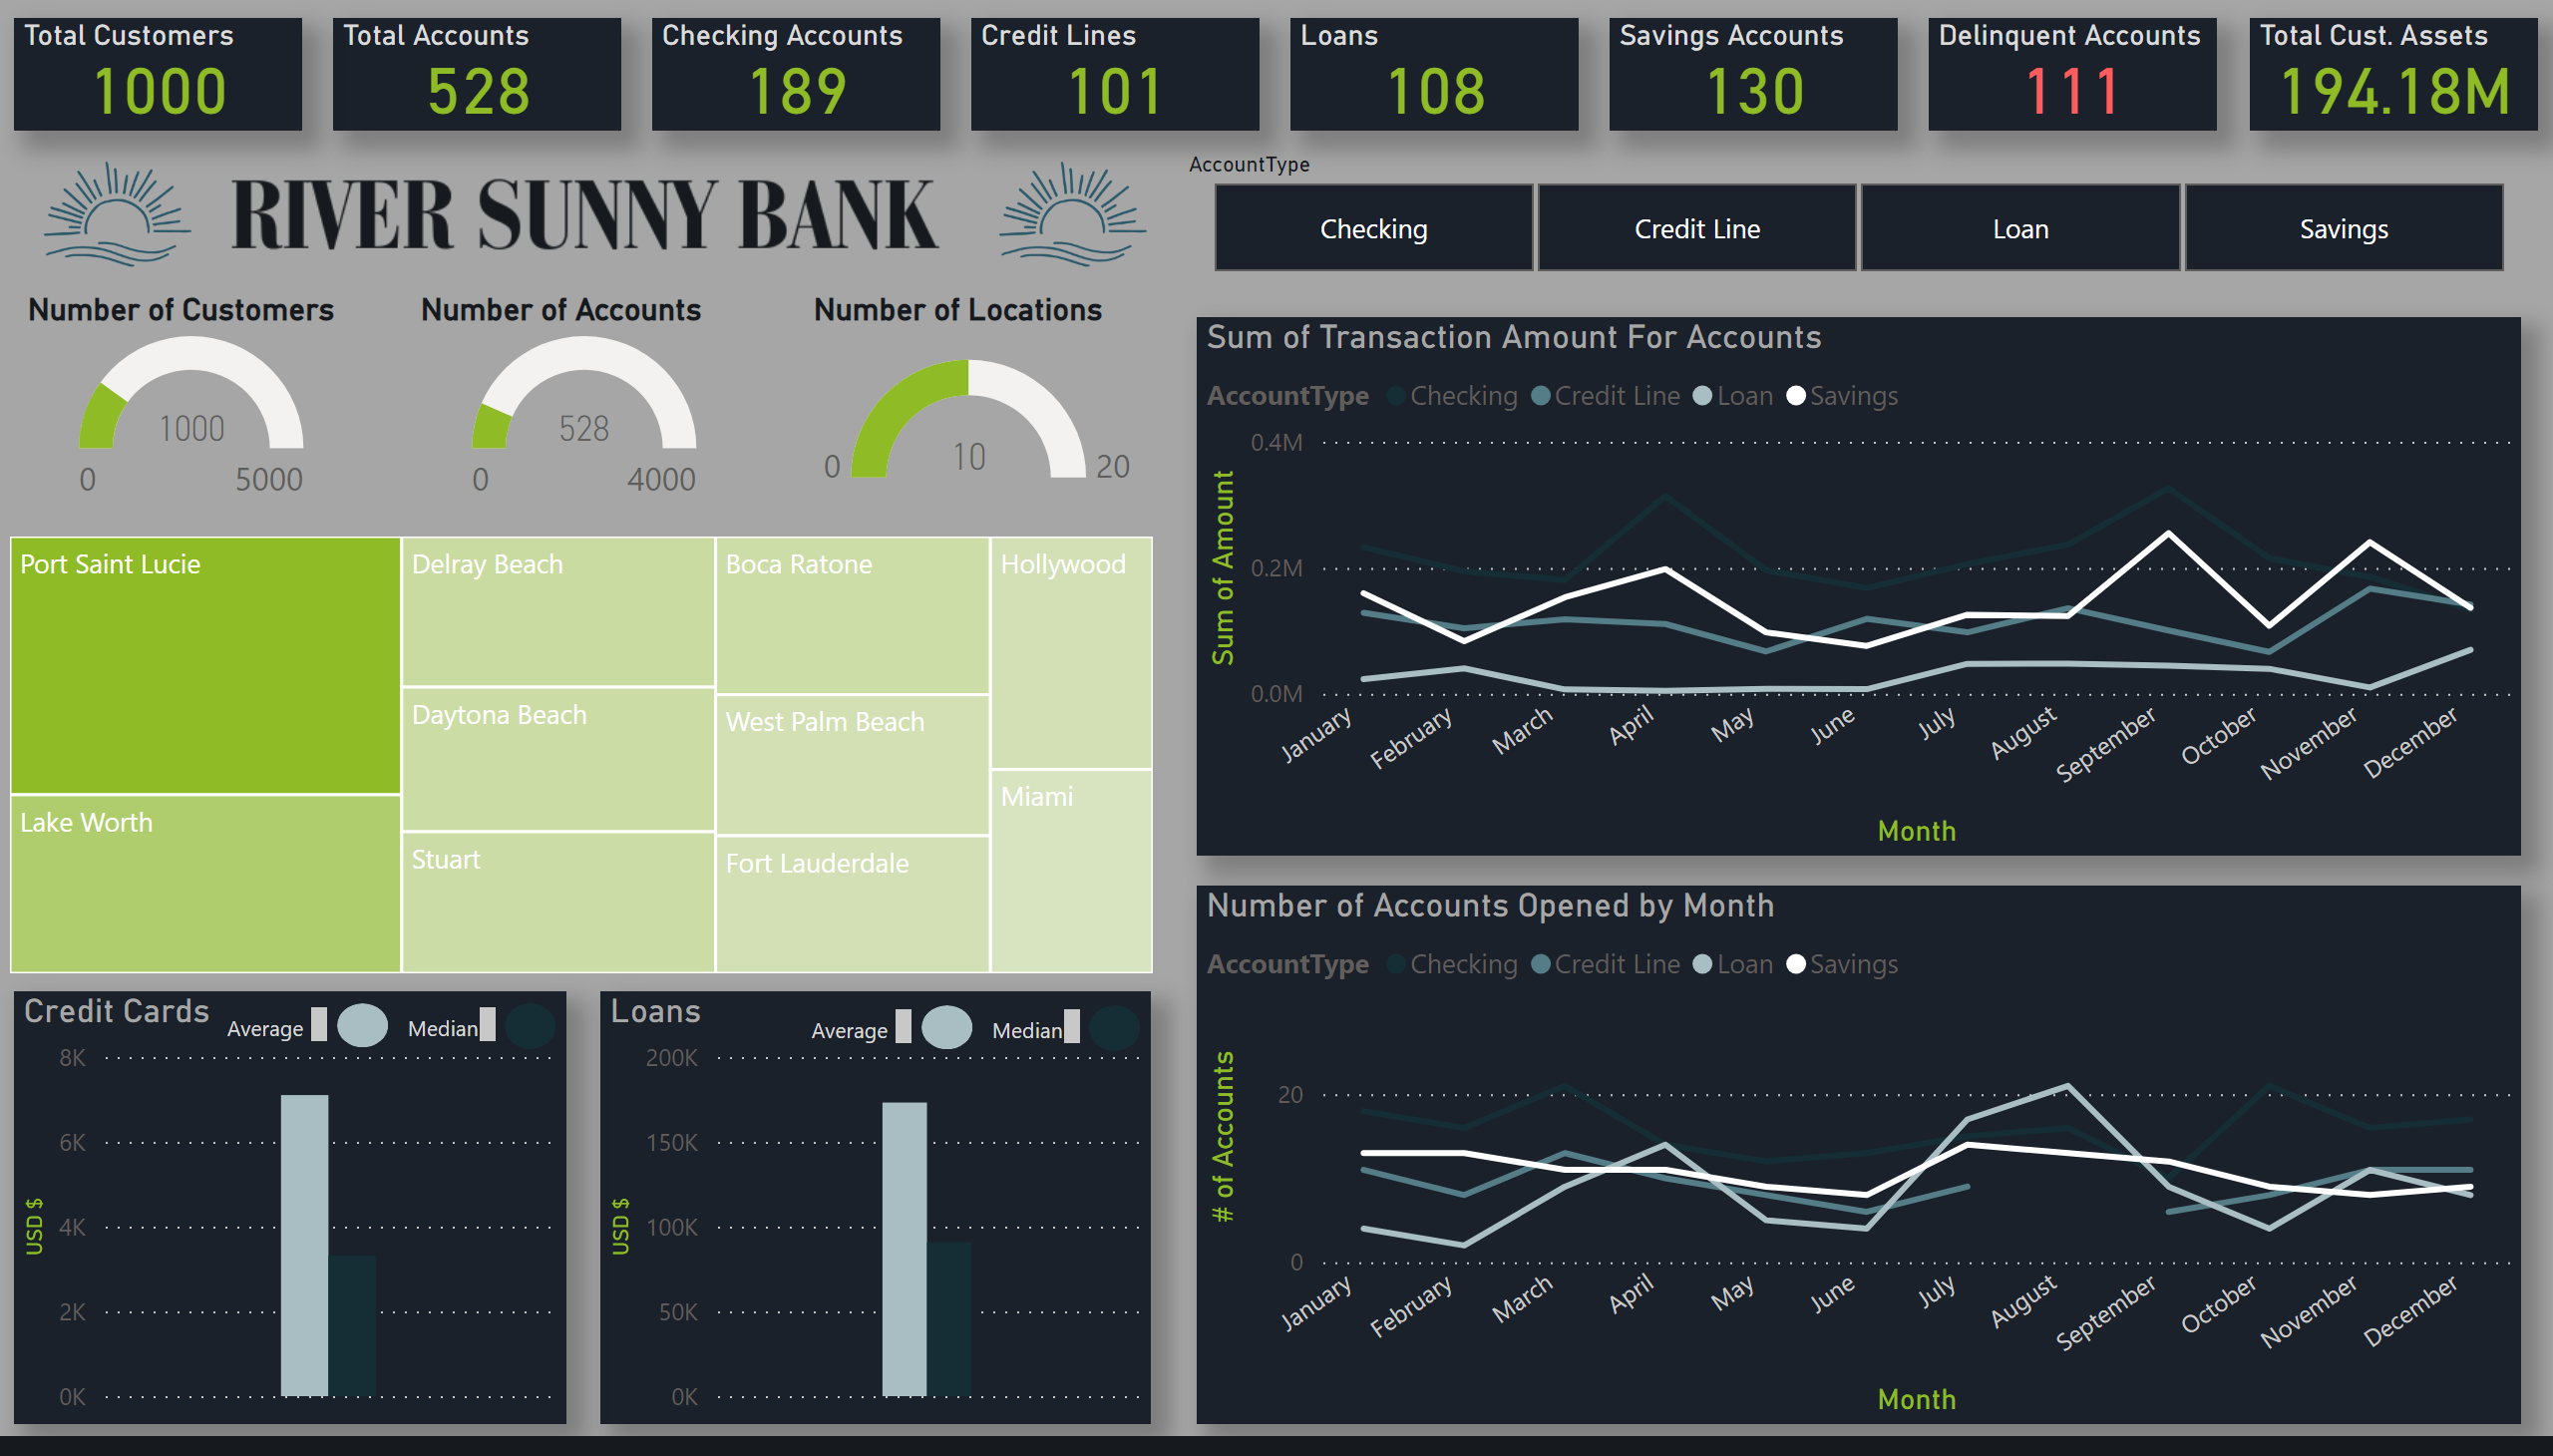 Total Customers
1000
Total Accounts
528
Checking Accounts
189
Credit Lines
101
Loans
108
Savings Accounts
130
Delinquent Accounts
111
Total Cust. Assets
194.18M
RIVER SUNNY BANK
AccountType
Checking
Credit Line
Loan
Savings
Number of Customers
1000
0
5000
Number of Accounts
528
0
4000
Number of Locations
10
0
20
Port Saint Lucie
Lake Worth
Delray Beach
Daytona Beach
Stuart
Boca Ratone
West Palm Beach
Fort Lauderdale
Hollywood
Miami
Sum of Transaction Amount For Accounts
AccountType Checking Credit Line Loan Savings
Sum of Amount
0.4M
0.2M
0.0M
January
February
March
April
May
June
July
August
September
October
November
December
Month
Number of Accounts Opened by Month
AccountType Checking Credit Line Loan Savings
# of Accounts
20
0
January
February
March
April
May
June
July
August
September
October
November
December
Month
Credit Cards
Average
Median
USD $
8K
6K
4K
2K
0K
Loans
Average
Median
USD $
200K
150K
100K
50K
0K